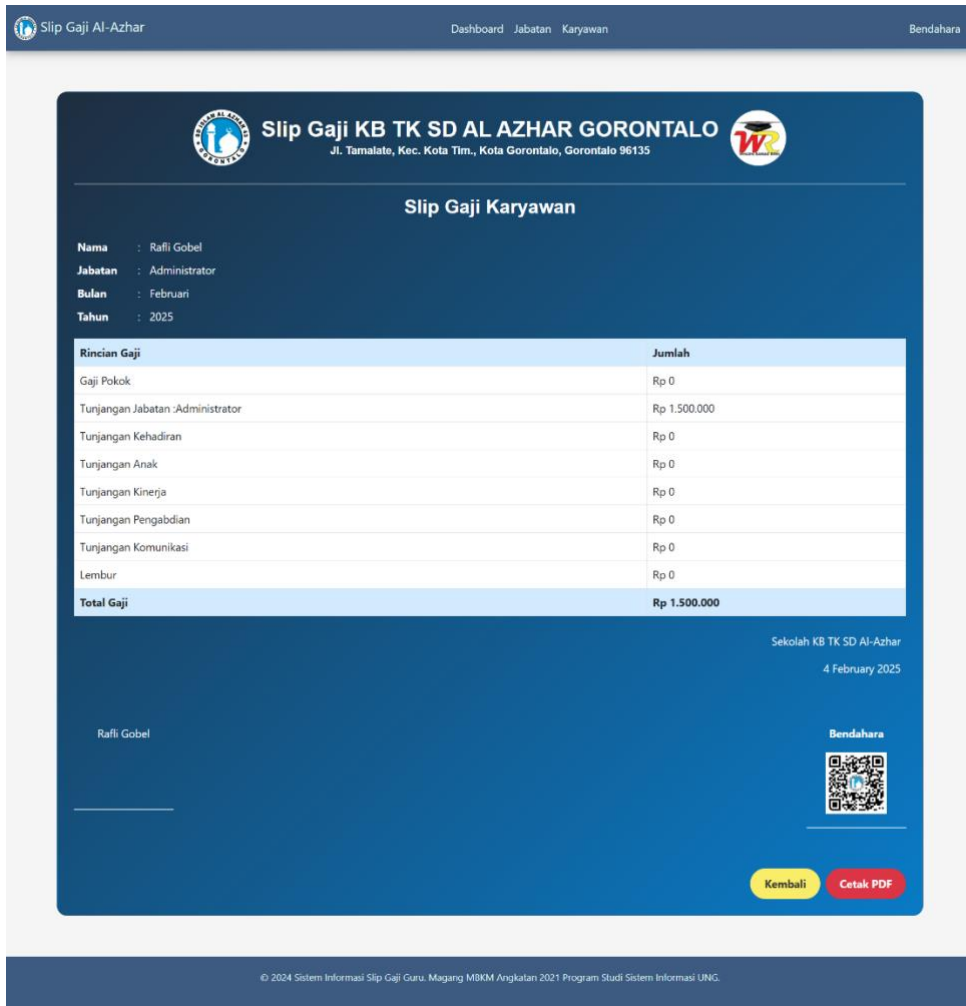 Slip Gaji Al-Azhar
Dashboard Jabatan Karyawan
Bendahara
Slip Gaji KB TK SD AL AZHAR GORONTALO
Jl. Tamalate, Kec. Kota Tim., Kota Gorontalo, Gorontalo 96135
Slip Gaji Karyawan
Nama : Rafli Gobel
Jabatan : Administrator
Bulan : Februari
Tahun : 2025
Rincian Gaji Jumlah
Gaji Pokok Rp 0
Tunjangan Jabatan :Administrator Rp 1.500.000
Tunjangan Kehadiran Rp 0
Tunjangan Anak Rp 0
Tunjangan Kinerja Rp 0
Tunjangan Pengabdian Rp 0
Tunjangan Komunikasi Rp 0
Lembur Rp 0
Total Gaji Rp 1.500.000
Sekolah KB TK SD Al-Azhar
4 February 2025
Rafli Gobel
Bendahara
Kembali
Cetak PDF
© 2024 Sistem Informasi Slip Gaji Guru. Magang MBKM Angkatan 2021 Program Studi Sistem Informasi UNG.